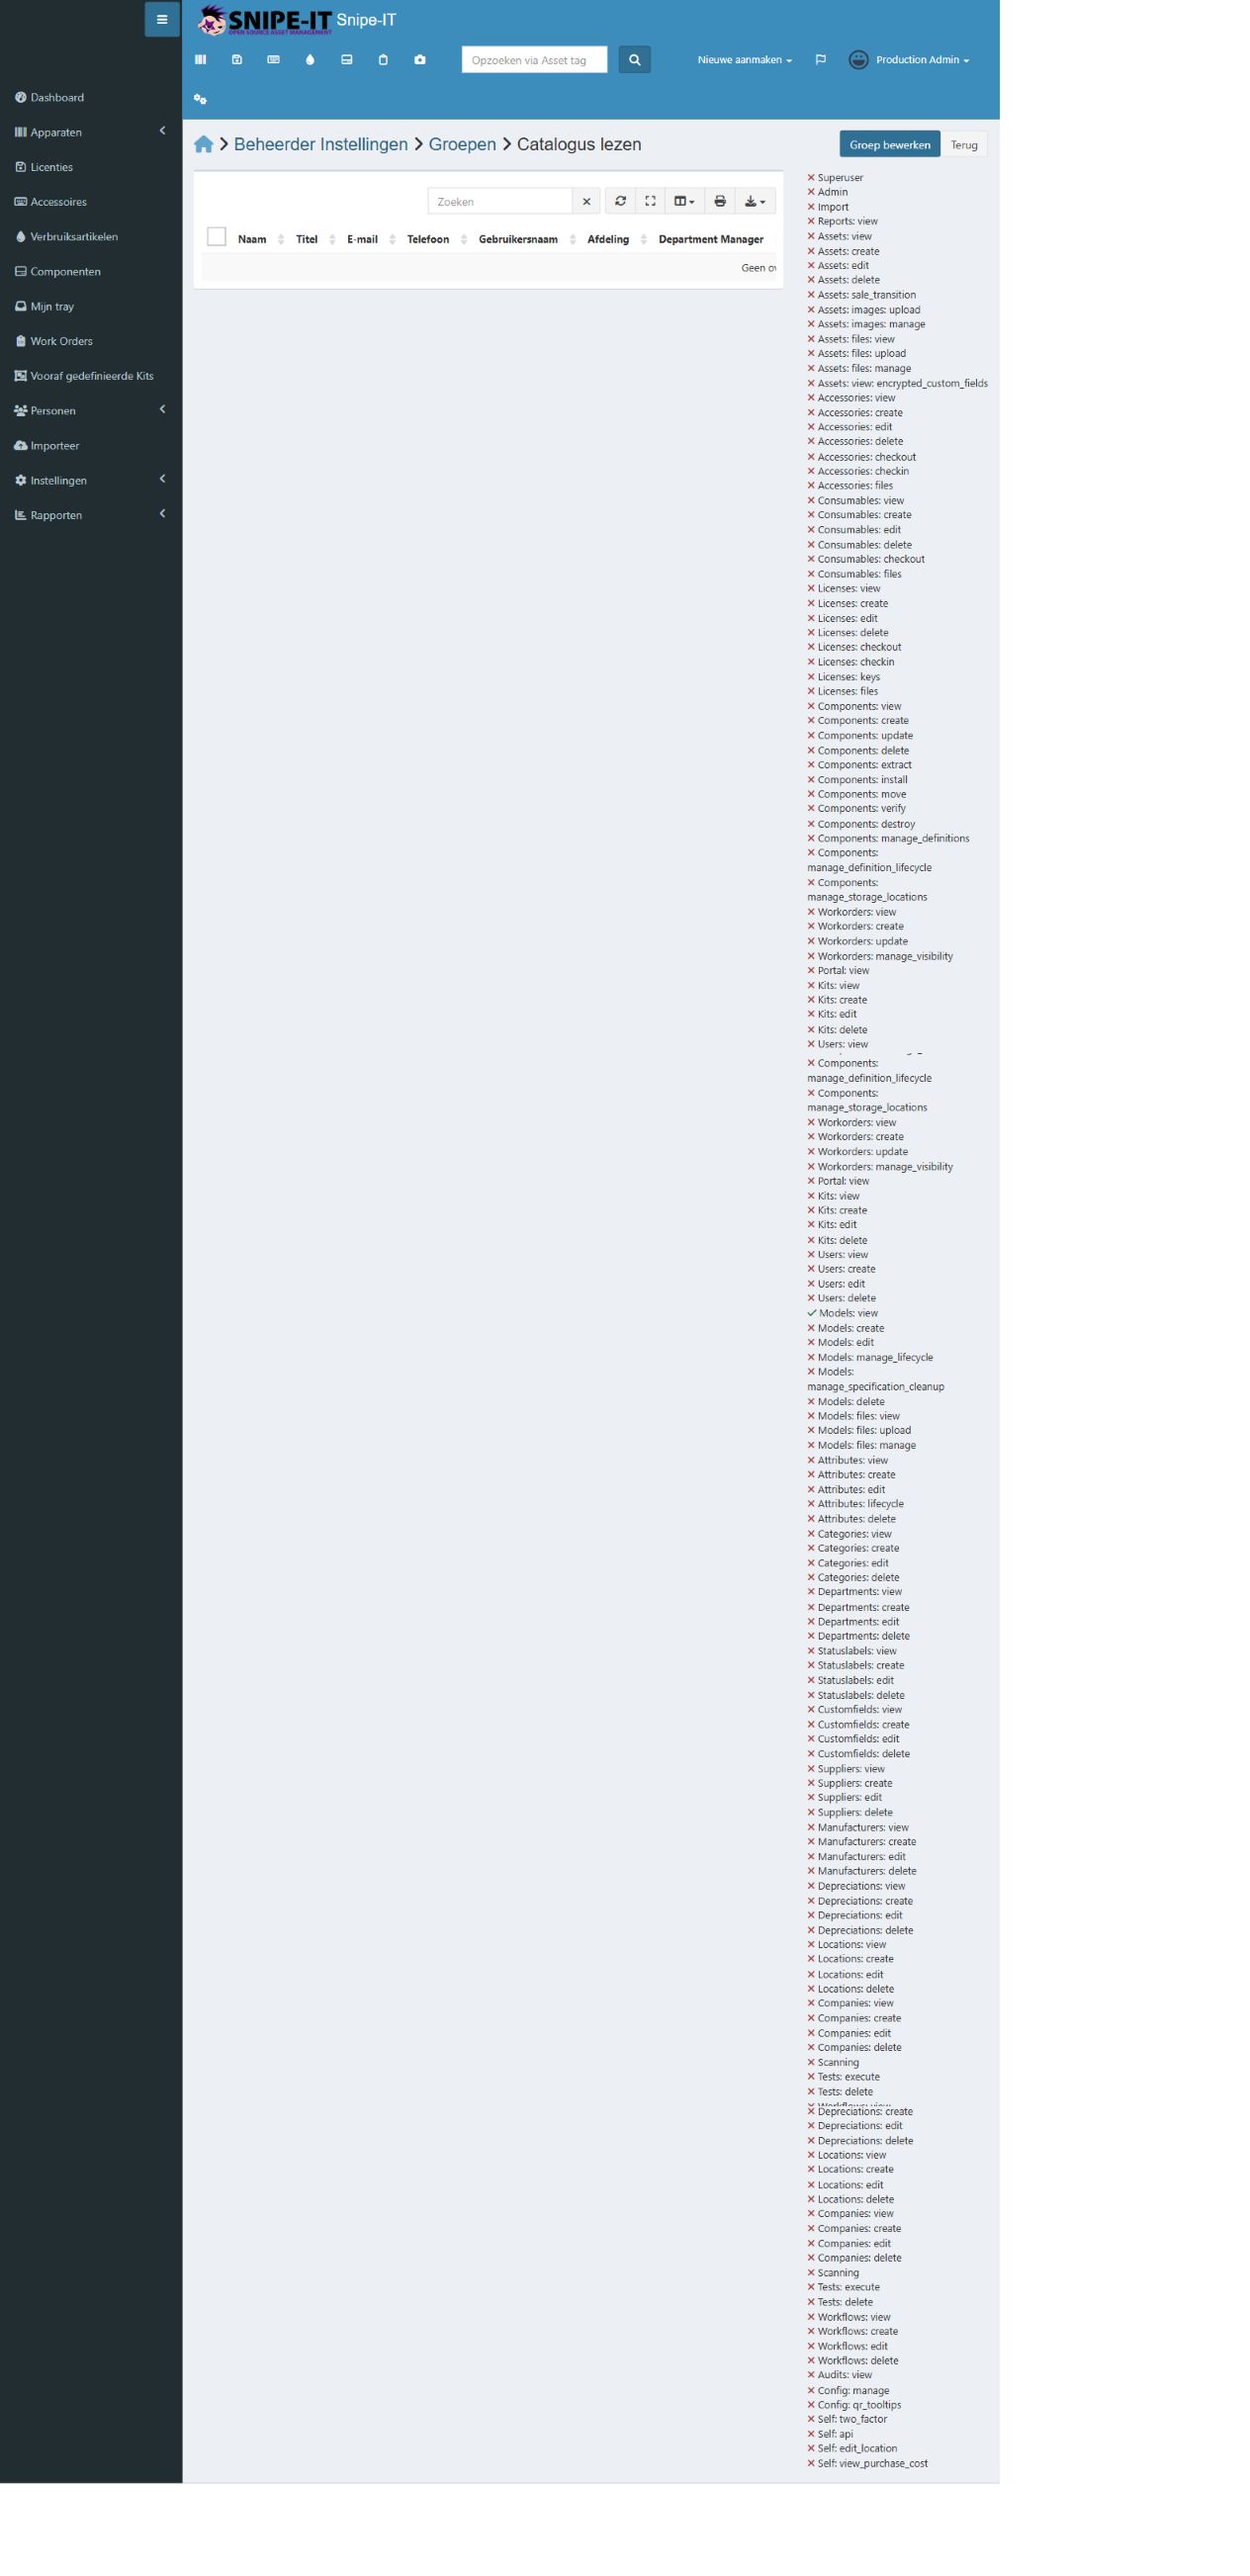 SNIPE-IT
OPEN SOURCE ASSET MANAGEMENT
Snipe-IT
Opzoeken via Asset tag
Nieuwe aanmaken
Production Admin
Dashboard
Apparaten
Licenties
Accessoires
Verbruiksartikelen
Componenten
Mijn tray
Work Orders
Vooraf gedefinieerde Kits
Personen
Importeer
Instellingen
Rapporten
Beheerder Instellingen > Groepen > Catalogus lezen
Groep bewerken Terug
Zoeken
Naam Titel E-mail Telefoon Gebruikersnaam Afdeling Department Manager
Geen
Superuser
Admin
Import
Reports: view
Assets: view
Assets: create
Assets: edit
Assets: delete
Assets: sale_transition
Assets: images: upload
Assets: images: manage
Assets: files: view
Assets: files: upload
Assets: files: manage
Assets: view: encrypted_custom_fields
Accessories: view
Accessories: create
Accessories: edit
Accessories: delete
Accessories: checkout
Accessories: checkin
Accessories: files
Consumables: view
Consumables: create
Consumables: edit
Consumables: delete
Consumables: checkout
Consumables: files
Licenses: view
Licenses: create
Licenses: edit
Licenses: delete
Licenses: checkout
Licenses: checkin
Licenses: keys
Licenses: files
Components: view
Components: create
Components: update
Components: delete
Components: extract
Components: install
Components: move
Components: verify
Components: destroy
Components: manage_definitions
Components:
manage_definition_lifecycle
Components:
manage_storage_locations
Workorders: view
Workorders: create
Workorders: update
Workorders: manage_visibility
Portal: view
Kits: view
Kits: create
Kits: edit
Kits: delete
Users: view
Components:
manage_definition_lifecycle
Components:
manage_storage_locations
Workorders: view
Workorders: create
Workorders: update
Workorders: manage_visibility
Portal: view
Kits: view
Kits: create
Kits: edit
Kits: delete
Users: view
Users: create
Users: edit
Users: delete
Models: view
Models: create
Models: edit
Models: manage_lifecycle
Models:
manage_specification_cleanup
Models: delete
Models: files: view
Models: files: upload
Models: files: manage
Attributes: view
Attributes: create
Attributes: edit
Attributes: lifecycle
Attributes: delete
Categories: view
Categories: create
Categories: edit
Categories: delete
Departments: view
Departments: create
Departments: edit
Departments: delete
Statuslabels: view
Statuslabels: create
Statuslabels: edit
Statuslabels: delete
Customfields: view
Customfields: create
Customfields: edit
Customfields: delete
Suppliers: view
Suppliers: create
Suppliers: edit
Suppliers: delete
Manufacturers: view
Manufacturers: create
Manufacturers: edit
Manufacturers: delete
Depreciations: view
Depreciations: create
Depreciations: edit
Depreciations: delete
Locations: view
Locations: create
Locations: edit
Locations: delete
Companies: view
Companies: create
Companies: edit
Companies: delete
Scanning
Tests: execute
Tests: delete
Depreciations: create
Depreciations: edit
Depreciations: delete
Locations: view
Locations: create
Locations: edit
Locations: delete
Companies: view
Companies: create
Companies: edit
Companies: delete
Scanning
Tests: execute
Tests: delete
Workflows: view
Workflows: create
Workflows: edit
Workflows: delete
Audits: view
Config: manage
Config: qr_tooltips
Self: two_factor
Self: api
Self: edit_location
Self: view_purchase_cost